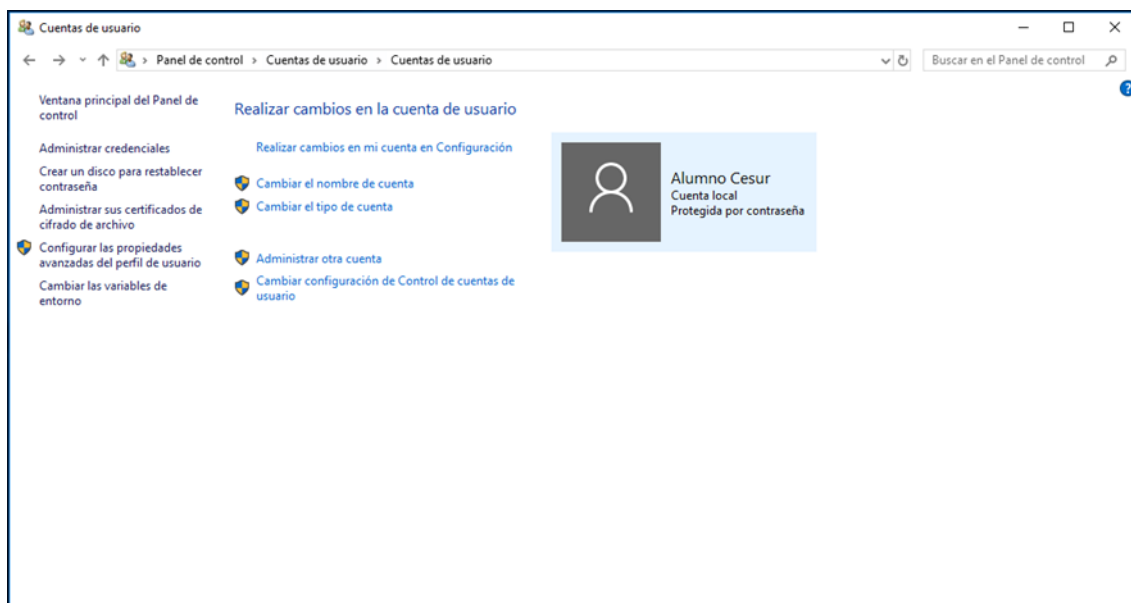 Cuentas de usuario
Panel de control > Cuentas de usuario > Cuentas de usuario
Buscar en el Panel de control
Ventana principal del Panel de
control
Administrar credenciales
Crear un disco para restablecer
contraseña
Administrar sus certificados de
cifrado de archivo
Configurar las propiedades
avanzadas del perfil de usuario
Cambiar las variables de
entorno
Realizar cambios en la cuenta de usuario
Realizar cambios en mi cuenta en Configuración
Cambiar el nombre de cuenta
Cambiar el tipo de cuenta
Administrar otra cuenta
Cambiar configuración de Control de cuentas de
usuario
Alumno Cesur
Cuenta local
Protegida por contraseña
?